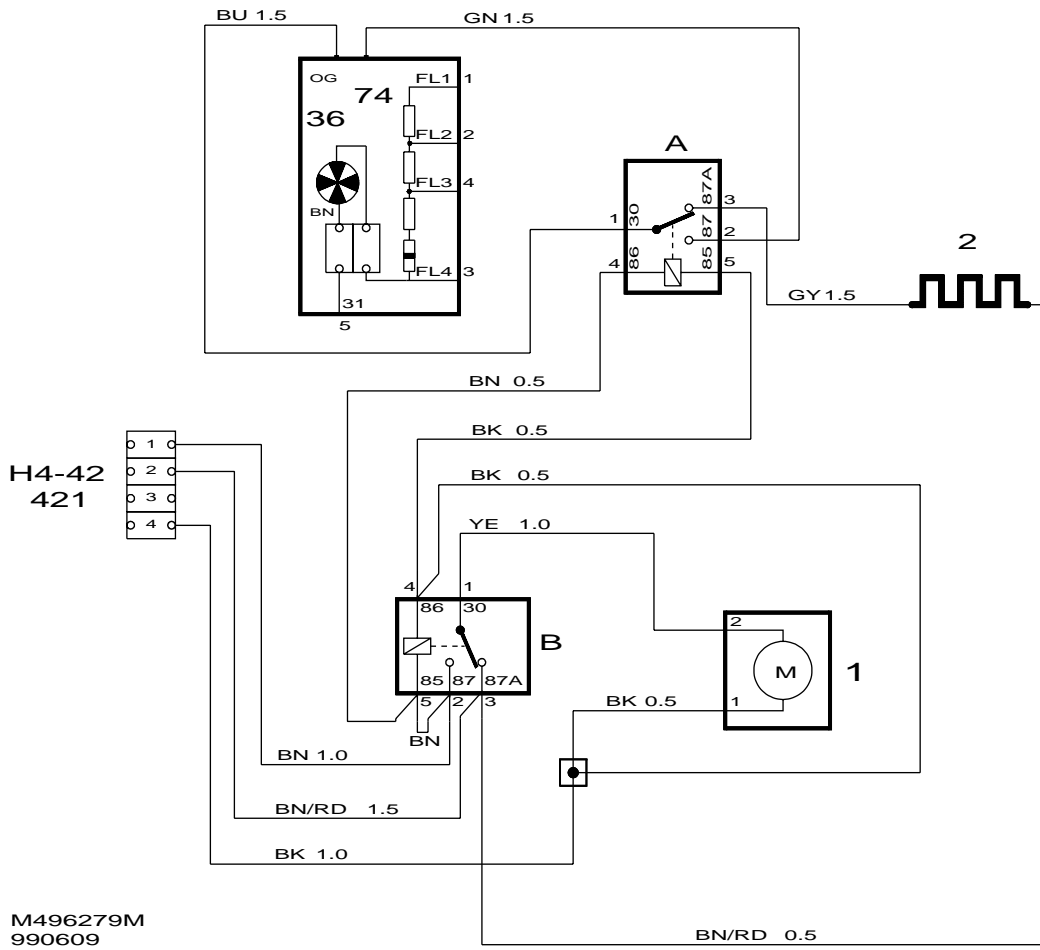 BU 1.5
GN 1.5
OG
74
36
FL1 1
FL2 2
FL3 4
FL4 3
BN
31
5
A
1
30
4
86
87A
3
87
2
85
5
2
GY 1.5
BN 0.5
BK 0.5
BK 0.5
YE 1.0
H4-42
421
1
2
3
4
4
1
86
30
B
85
87
87A
5
2
3
BN
2
M
1
1
BK 0.5
BN 1.0
BN/RD 1.5
BK 1.0
M496279M
990609
BN/RD 0.5